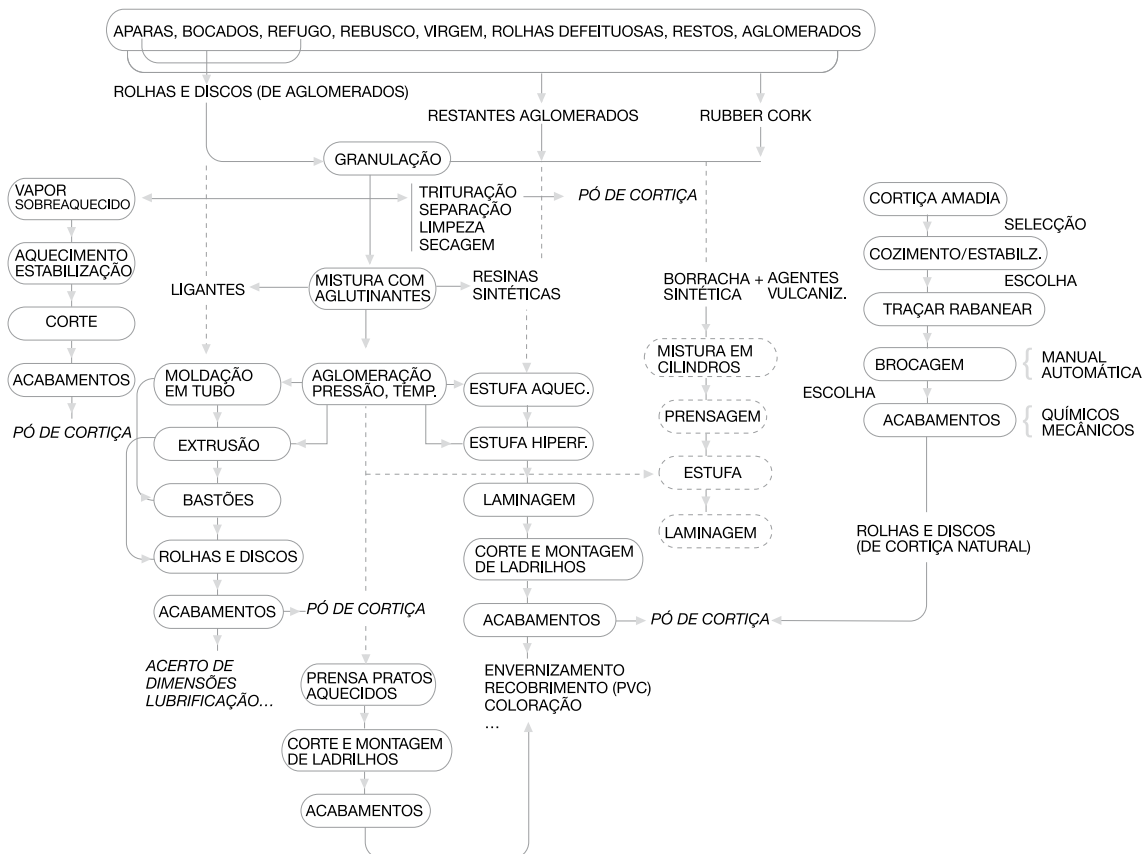 APARAS, BOCADOS, REFUGO, REBUSCO, VIRGEM, ROLHAS DEFEITUOSAS, RESTOS, AGLOMERADOS
ROLHAS E DISCOS (DE AGLOMERADOS)
RESTANTES AGLOMERADOS
RUBBER CORK
GRANULAÇÃO
VAPOR
SOBREAQUECIDO
TRITURAÇÃO
SEPARAÇÃO
LIMPEZA
SECAGEM
PÓ DE CORTIÇA
CORTIÇA AMADIA
SELECÇÃO
AQUECIMENTO
ESTABILIZAÇÃO
COZIMENTO/ESTABILZ.
ESCOLHA
LIGANTES
MISTURA COM
AGLUTINANTES
RESINAS
SINTÉTICAS
BORRACHA + AGENTES
SINTÉTICA VULCANIZ.
TRAÇAR RABANEAR
CORTE
MISTURA EM
CILINDROS
BROCAGEM
MANUAL
AUTOMÁTICA
ACABAMENTOS
MOLDAÇÃO
EM TUBO
AGLOMERAÇÃO
PRESSÃO, TEMP.
ESTUFA AQUEC.
ESCOLHA
PRENSAGEM
ACABAMENTOS
QUÍMICOS
MECÂNICOS
PÓ DE CORTIÇA
EXTRUSÃO
ESTUFA HIPERF.
ESTUFA
BASTÕES
LAMINAGEM
LAMINAGEM
ROLHAS E DISCOS
(DE CORTIÇA NATURAL)
ROLHAS E DISCOS
CORTE E MONTAGEM
DE LADRILHOS
ACABAMENTOS
PÓ DE CORTIÇA
ACABAMENTOS
PÓ DE CORTIÇA
ACERTO DE
DIMENSÕES
LUBRIFICAÇÃO...
PRENSA PRATOS
AQUECIDOS
ENVERNIZAMENTO
RECOBRIMENTO (PVC)
COLORAÇÃO
...
CORTE E MONTAGEM
DE LADRILHOS
ACABAMENTOS